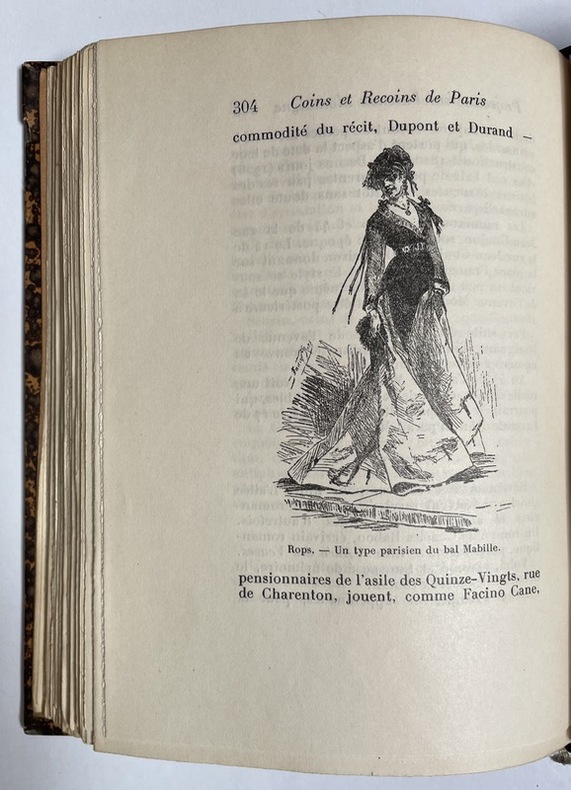 304 Coins et Recoins de Paris
commodité du récit, Dupont et Durand —
Rops. — Un type parisien du bal Mabille.
pensionnaires de l'asile des Quinze-Vingts, rue
de Charenton, jouent, comme Facino Cane,